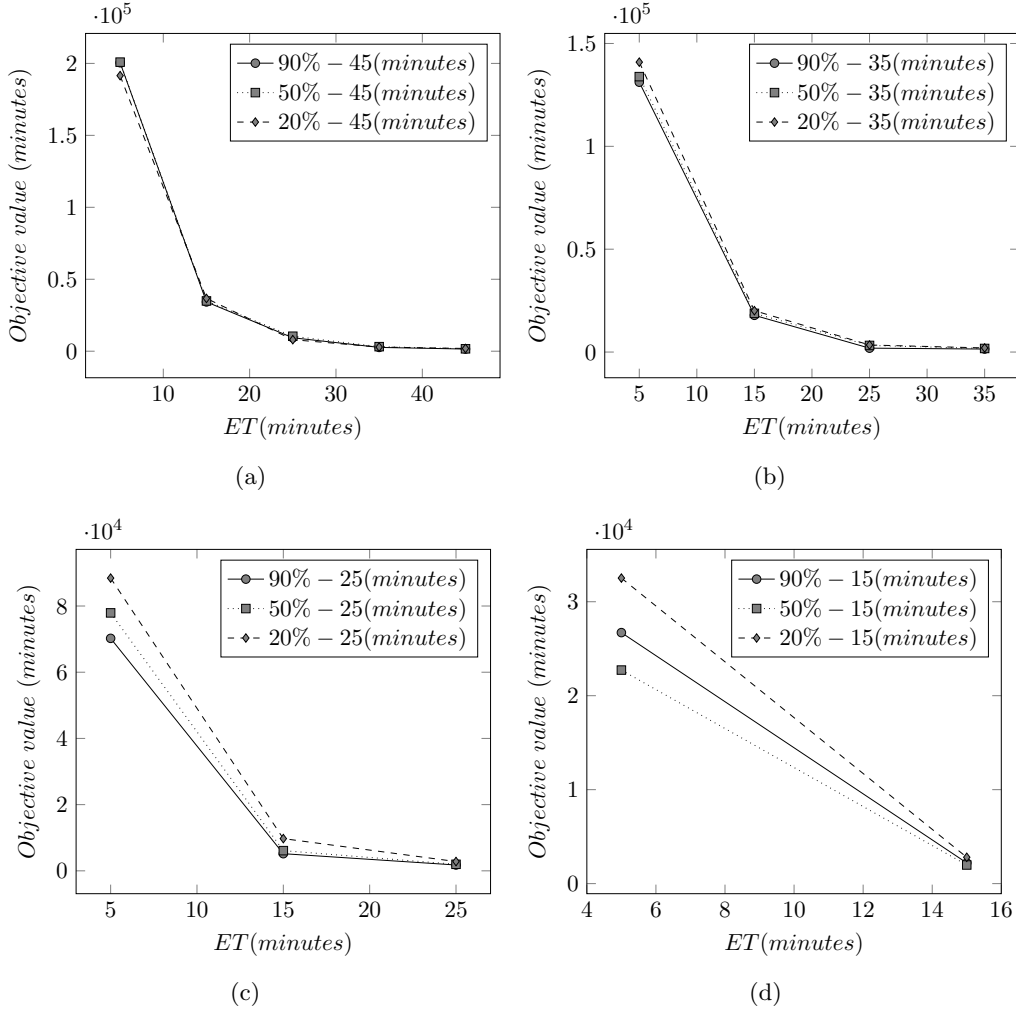 ·10^5
2
1.5
1
0.5
0
10 20 30 40
Objective value (minutes)
ET(minutes)
90% − 45(minutes)
50% − 45(minutes)
20% − 45(minutes)
(a)
1.5
1
0.5
0
·10^5
5 10 15 20 25 30 35
Objective value (minutes)
ET(minutes)
90% − 35(minutes)
50% − 35(minutes)
20% − 35(minutes)
(b)
·10^4
8
6
4
2
0
5 10 15 20 25
Objective value (minutes)
ET(minutes)
90% − 25(minutes)
50% − 25(minutes)
20% − 25(minutes)
(c)
·10^4
3
2
1
0
4 6 8 10 12 14 16
Objective value (minutes)
ET(minutes)
90% − 15(minutes)
50% − 15(minutes)
20% − 15(minutes)
(d)